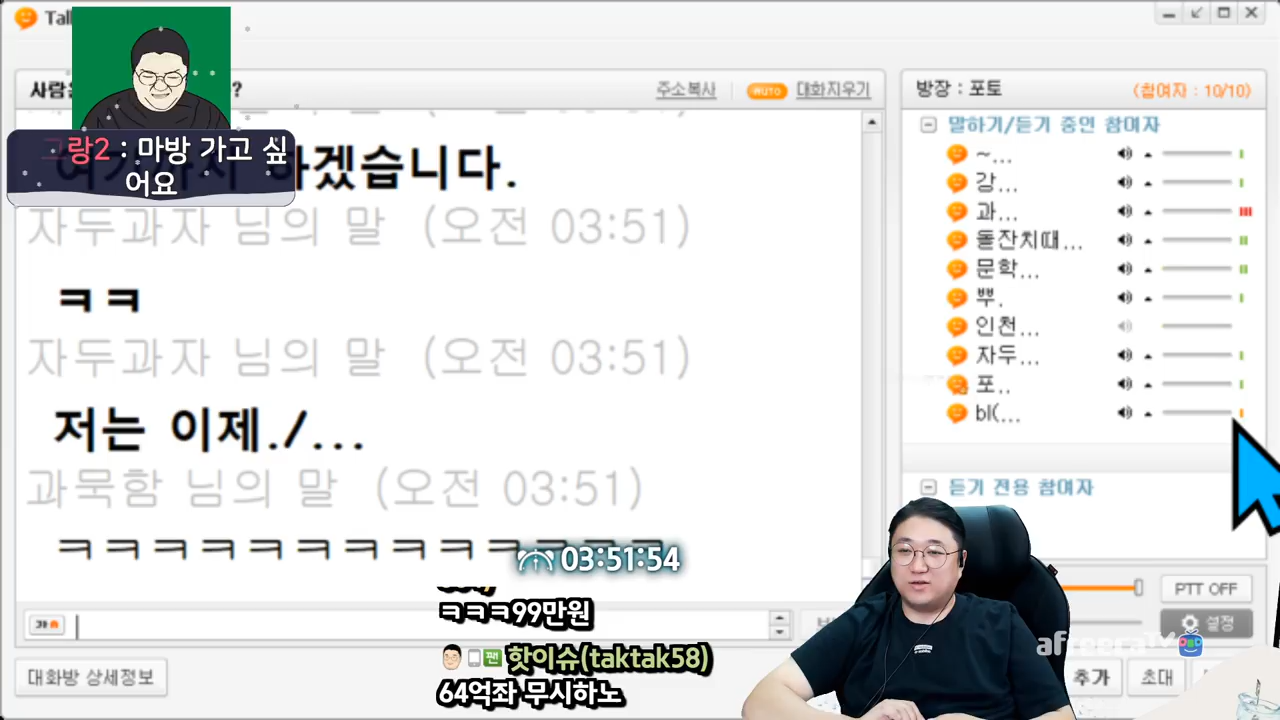 주소복사
AUTO
대화지우기
방장 : 포토
(참여자 : 10/10)
그랑2 : 마방 가고 싶
어요
하겠습니다.
자두과자 님의 말 (오전 03:51)
ㅋㅋ
자두과자 님의 말 (오전 03:51)
저는 이제./...
과묵함 님의 말 (오전 03:51)
ㅋㅋㅋㅋㅋㅋㅋㅋㅋㅋㅋㅋㅋ
03:51:54
ㅋㅋㅋ99만원
팬 핫이슈(taktak58)
64억좌 무시하노
대화방 상세정보
말하기/듣기 중인 참여자
~...
강...
과...
돌잔치때...
문학...
뿌.
인천...
자두...
포..
bl(...
듣기 전용 참여자
PTT OFF
설정
afreecaTV
추가
초대